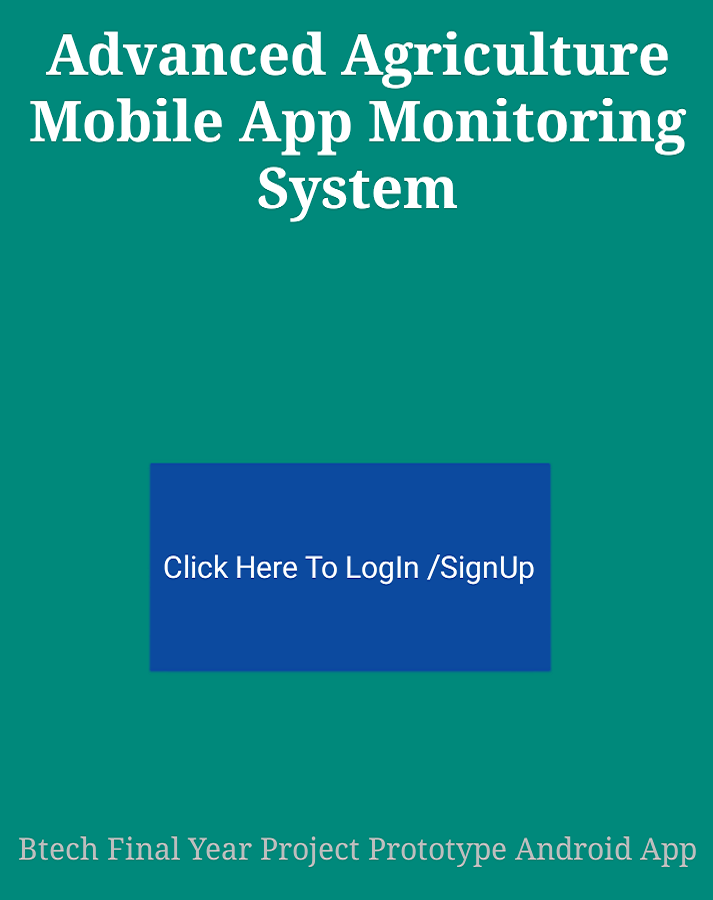 Advanced Agriculture
Mobile App Monitoring
System
Click Here To LogIn /SignUp
Btech Final Year Project Prototype Android App